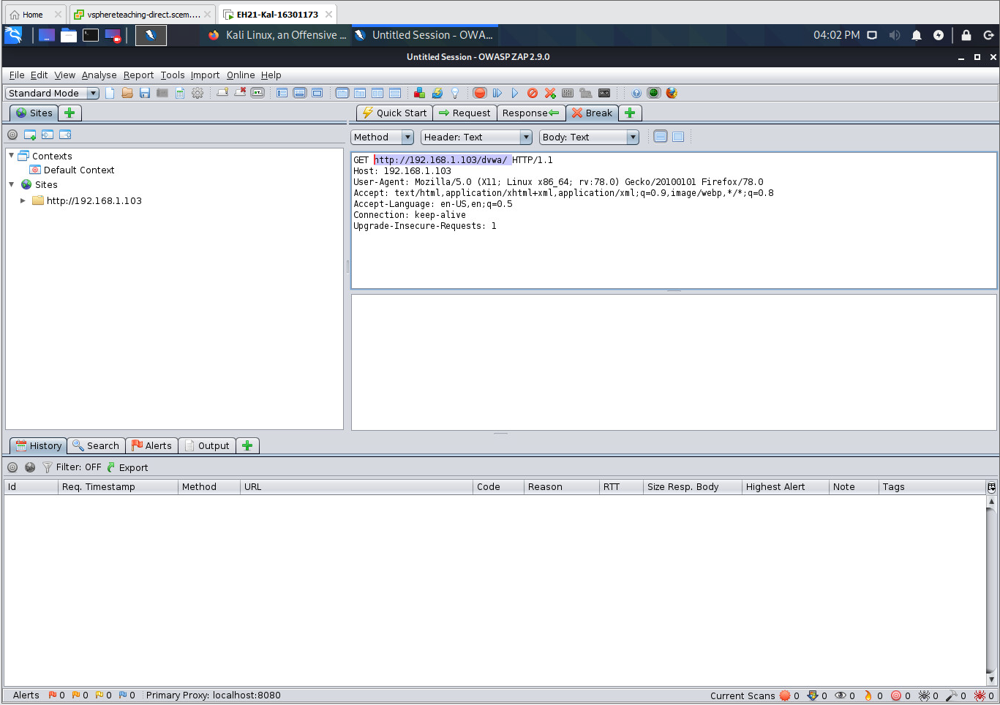 Home
vsphereteaching-direct.scem....
EH21-Kal-16301173
Kali Linux, an Offensive ...
Untitled Session - OWA...
04:02 PM
Untitled Session - OWASP ZAP 2.9.0
File Edit View Analyse Report Tools Import Online Help
Standard Mode
Sites
Quick Start
Request
Response
Break
Method
Header: Text
Body: Text
Contexts
Default Context
Sites
http://192.168.1.103
GET http://192.168.1.103/dvwa/ HTTP/1.1
Host: 192.168.1.103
User-Agent: Mozilla/5.0 (X11; Linux x86_64; rv:78.0) Gecko/20100101 Firefox/78.0
Accept: text/html,application/xhtml+xml,application/xml;q=0.9,image/webp,*/*;q=0.8
Accept-Language: en-US,en;q=0.5
Connection: keep-alive
Upgrade-Insecure-Requests: 1
History
Search
Alerts
Output
Filter: OFF
Export
Id Req. Timestamp Method URL Code Reason RTT Size Resp. Body Highest Alert Note Tags
Alerts 0 0 0 0 Primary Proxy: localhost:8080
Current Scans 0 0 0 0 0 0 0 0